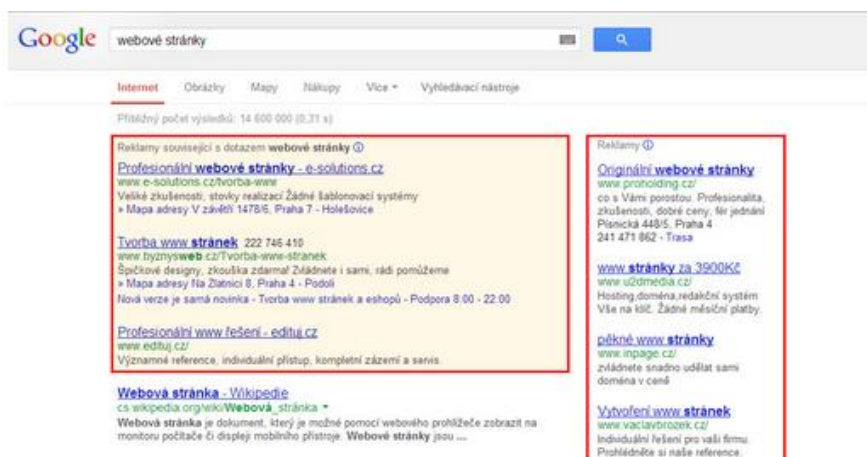 Google webové stránky
Internet Obrázky Mapy Nákupy Více Vyhledávací nástroje
Přibližný počet výsledků: 14 600 000 (0,31 s)
Reklamy související s dotazem webové stránky
Profesionální webové stránky - e-solutions.cz
www.e-solutions.cz/tvorba-www
Veliké zkušenosti, stovky realizací Žádné šablonovací systémy
» Mapa adresy V závětří 1478/6, Praha 7 - Holešovice
Tvorba www stránek 222 746 410
www.byznysweb.cz/Tvorba-www-stranek
Špičkové designy, zkouška zdarma! Zvládnete i sami, rádi pomůžeme
» Mapa adresy Na Zlatnici 8, Praha 4 - Podolí
Nová verze je samá novinka - Tvorba www stránek a eshopů - Podpora 8:00 - 22:00
Profesionální www řešení - edituj.cz
www.edituj.cz/
Významné reference, individuální přístup, kompletní zázemí a servis.
Webová stránka - Wikipedie
cs.wikipedia.org/wiki/Webová_stránka
Webová stránka je dokument, který je možné pomocí webového prohlížeče zobrazit na
monitoru počítače či displeji mobilního přístroje. Webové stránky jsou ...
Reklamy
Originální webové stránky
www.proholding.cz/
co s Vámi porostou. Profesionalita,
zkušenosti, dobré ceny, fér jednání
Písnická 448/5, Praha 4
241 471 862 - Trasa
www stránky za 3900Kč
www.u2dmedia.cz/
Hosting,doména,redakční systém
Vše na klíč. Žádné měsíční platby.
pěkné www stránky
www.inpage.cz/
zvládnete snadno udělat sami
doména v ceně
Vytvoření www stránek
www.vaclavbrozek.cz/
Individuální řešení pro vaši firmu.
Prohlédněte si naše reference.